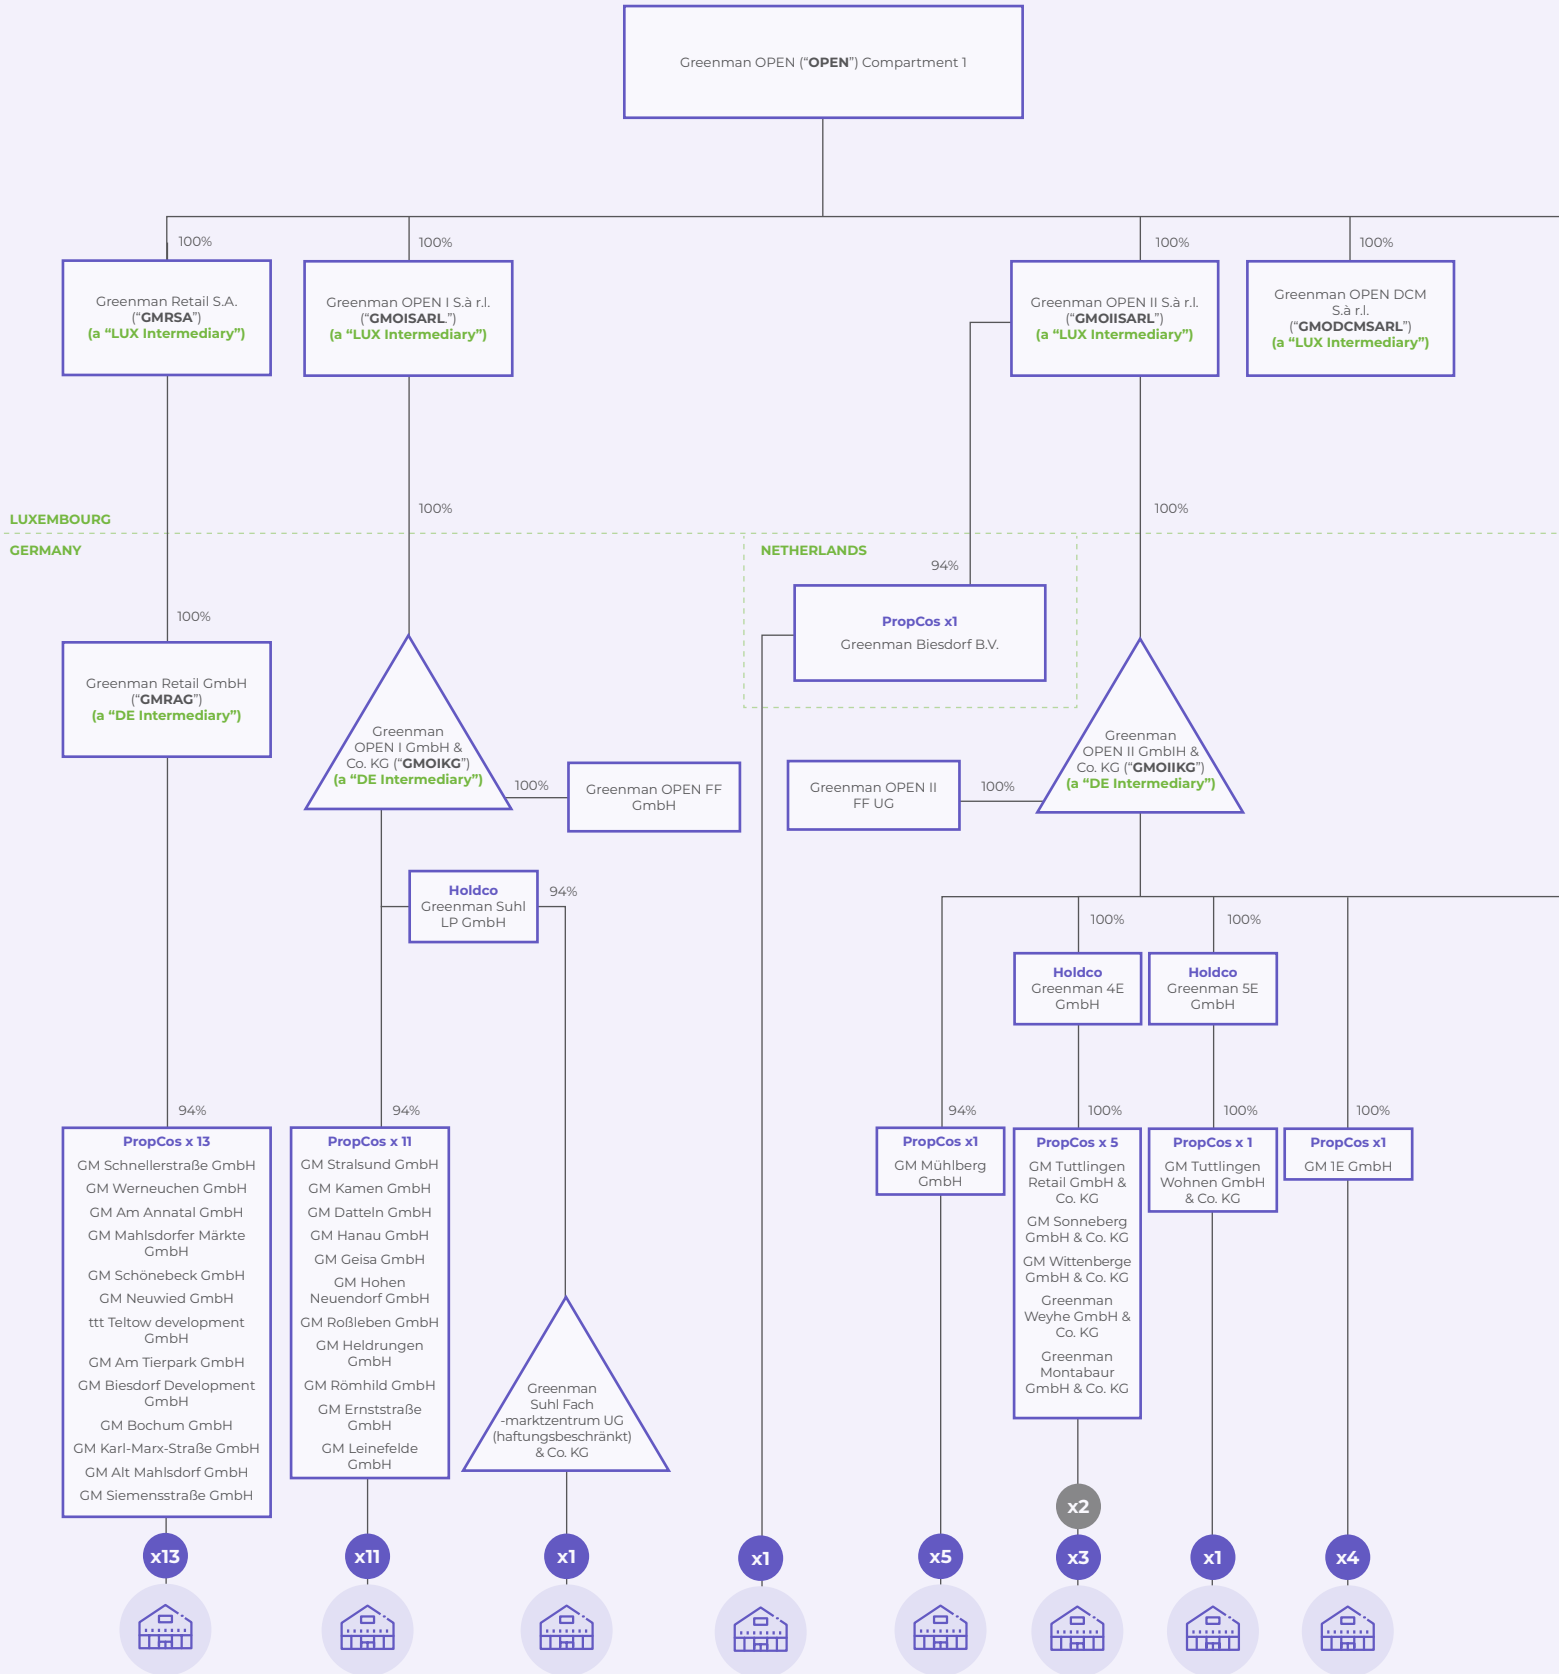 Greenman OPEN (“OPEN”) Compartment 1
100%
100%
100%
100%
Greenman Retail S.A.
(“GMRSA”)
(a “LUX Intermediary”)
Greenman OPEN I S.à r.l.
(“GMOISARL”)
(a “LUX Intermediary”)
Greenman OPEN II S.à r.l.
(“GMOIISARL”)
(a “LUX Intermediary”)
Greenman OPEN DCM
S.à r.l.
(“GMODCMSARL”)
(a “LUX Intermediary”)
100%
100%
LUXEMBOURG
GERMANY
NETHERLANDS
94%
100%
PropCos x1
Greenman Biesdorf B.V.
Greenman Retail GmbH
(“GMRAG”)
(a “DE Intermediary”)
Greenman
OPEN I GmbH &
Co. KG (“GMOIKG”)
(a “DE Intermediary”)
100%
Greenman OPEN FF
GmbH
Greenman OPEN II
FF UG
100%
Greenman
OPEN II GmbIH &
Co. KG (“GMOIIKG”)
(a “DE Intermediary”)
Holdco
Greenman Suhl
LP GmbH
94%
100%
100%
Holdco
Greenman 4E
GmbH
Holdco
Greenman 5E
GmbH
94%
94%
94%
100%
100%
100%
PropCos x 13
GM Schnellerstraße GmbH
GM Werneuchen GmbH
GM Am Annatal GmbH
GM Mahlsdorfer Märkte
GmbH
GM Schönebeck GmbH
GM Neuwied GmbH
ttt Teltow development
GmbH
GM Am Tierpark GmbH
GM Biesdorf Development
GmbH
GM Bochum GmbH
GM Karl-Marx-Straße GmbH
GM Alt Mahlsdorf GmbH
GM Siemensstraße GmbH
PropCos x 11
GM Stralsund GmbH
GM Kamen GmbH
GM Datteln GmbH
GM Hanau GmbH
GM Geisa GmbH
GM Hohen
Neuendorf GmbH
GM Roßleben GmbH
GM Heldrungen
GmbH
GM Römhild GmbH
GM Ernststraße
GmbH
GM Leinefelde
GmbH
Greenman
Suhl Fach
-marktzentrum UG
(haftungsbeschränkt)
& Co. KG
PropCos x1
GM Mühlberg
GmbH
PropCos x 5
GM Tuttlingen
Retail GmbH &
Co. KG
GM Sonneberg
GmbH & Co. KG
GM Wittenberge
GmbH & Co. KG
Greenman
Weyhe GmbH &
Co. KG
Greenman
Montabaur
GmbH & Co. KG
PropCos x 1
GM Tuttlingen
Wohnen GmbH
& Co. KG
PropCos x1
GM 1E GmbH
x2
x13
x11
x1
x1
x5
x3
x1
x4